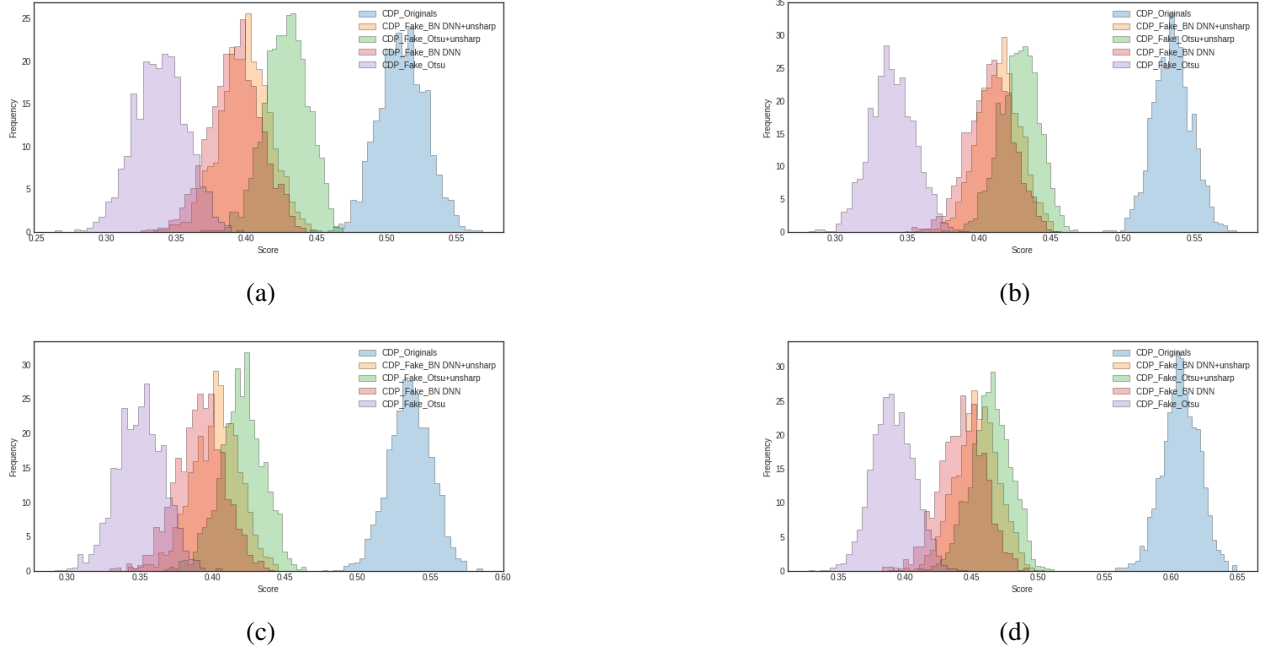 CDP_Originals
CDP_Fake_BN DNN+unsharp
CDP_Fake_Otsu+unsharp
CDP_Fake_BN DNN
CDP_Fake_Otsu
Frequency
25
20
15
10
5
0
0.25 0.30 0.35 0.40 0.45 0.50 0.55
Score
(a)
CDP_Originals
CDP_Fake_BN DNN+unsharp
CDP_Fake_Otsu+unsharp
CDP_Fake_BN DNN
CDP_Fake_Otsu
Frequency
35
30
25
20
15
10
5
0
0.30 0.35 0.40 0.45 0.50 0.55
Score
(b)
CDP_Originals
CDP_Fake_BN DNN+unsharp
CDP_Fake_Otsu+unsharp
CDP_Fake_BN DNN
CDP_Fake_Otsu
Frequency
30
25
20
15
10
5
0
0.30 0.35 0.40 0.45 0.50 0.55 0.60
Score
(c)
CDP_Originals
CDP_Fake_BN DNN+unsharp
CDP_Fake_Otsu+unsharp
CDP_Fake_BN DNN
CDP_Fake_Otsu
Frequency
30
25
20
15
10
5
0
0.35 0.40 0.45 0.50 0.55 0.60 0.65
Score
(d)